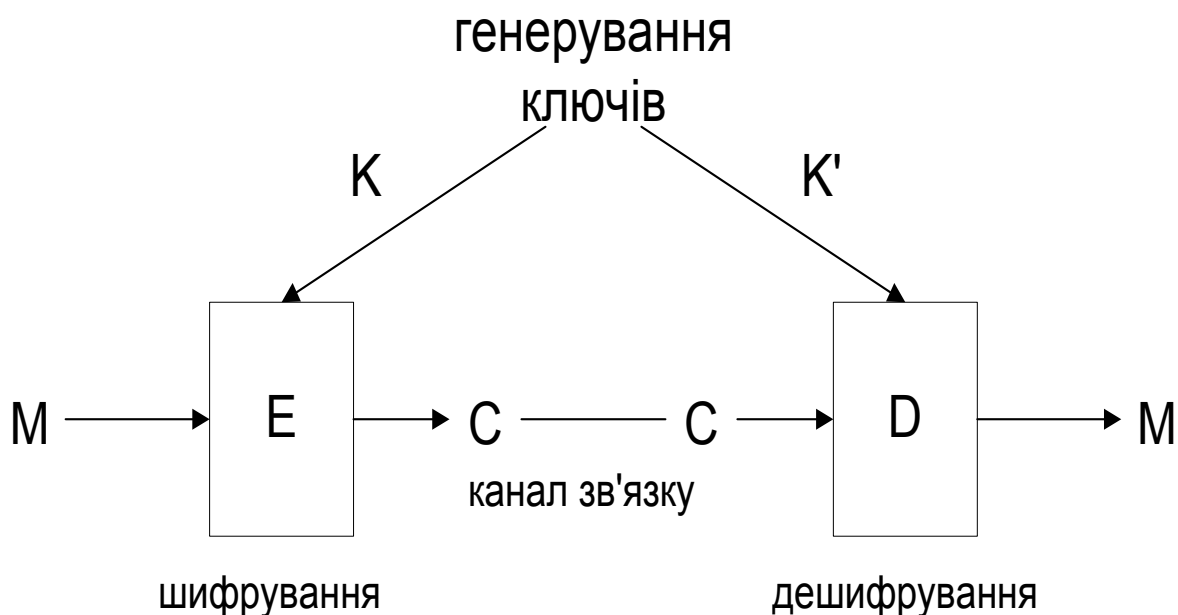 генерування
ключів
K K'
M E C C D M
канал зв'язку
шифрування дешифрування